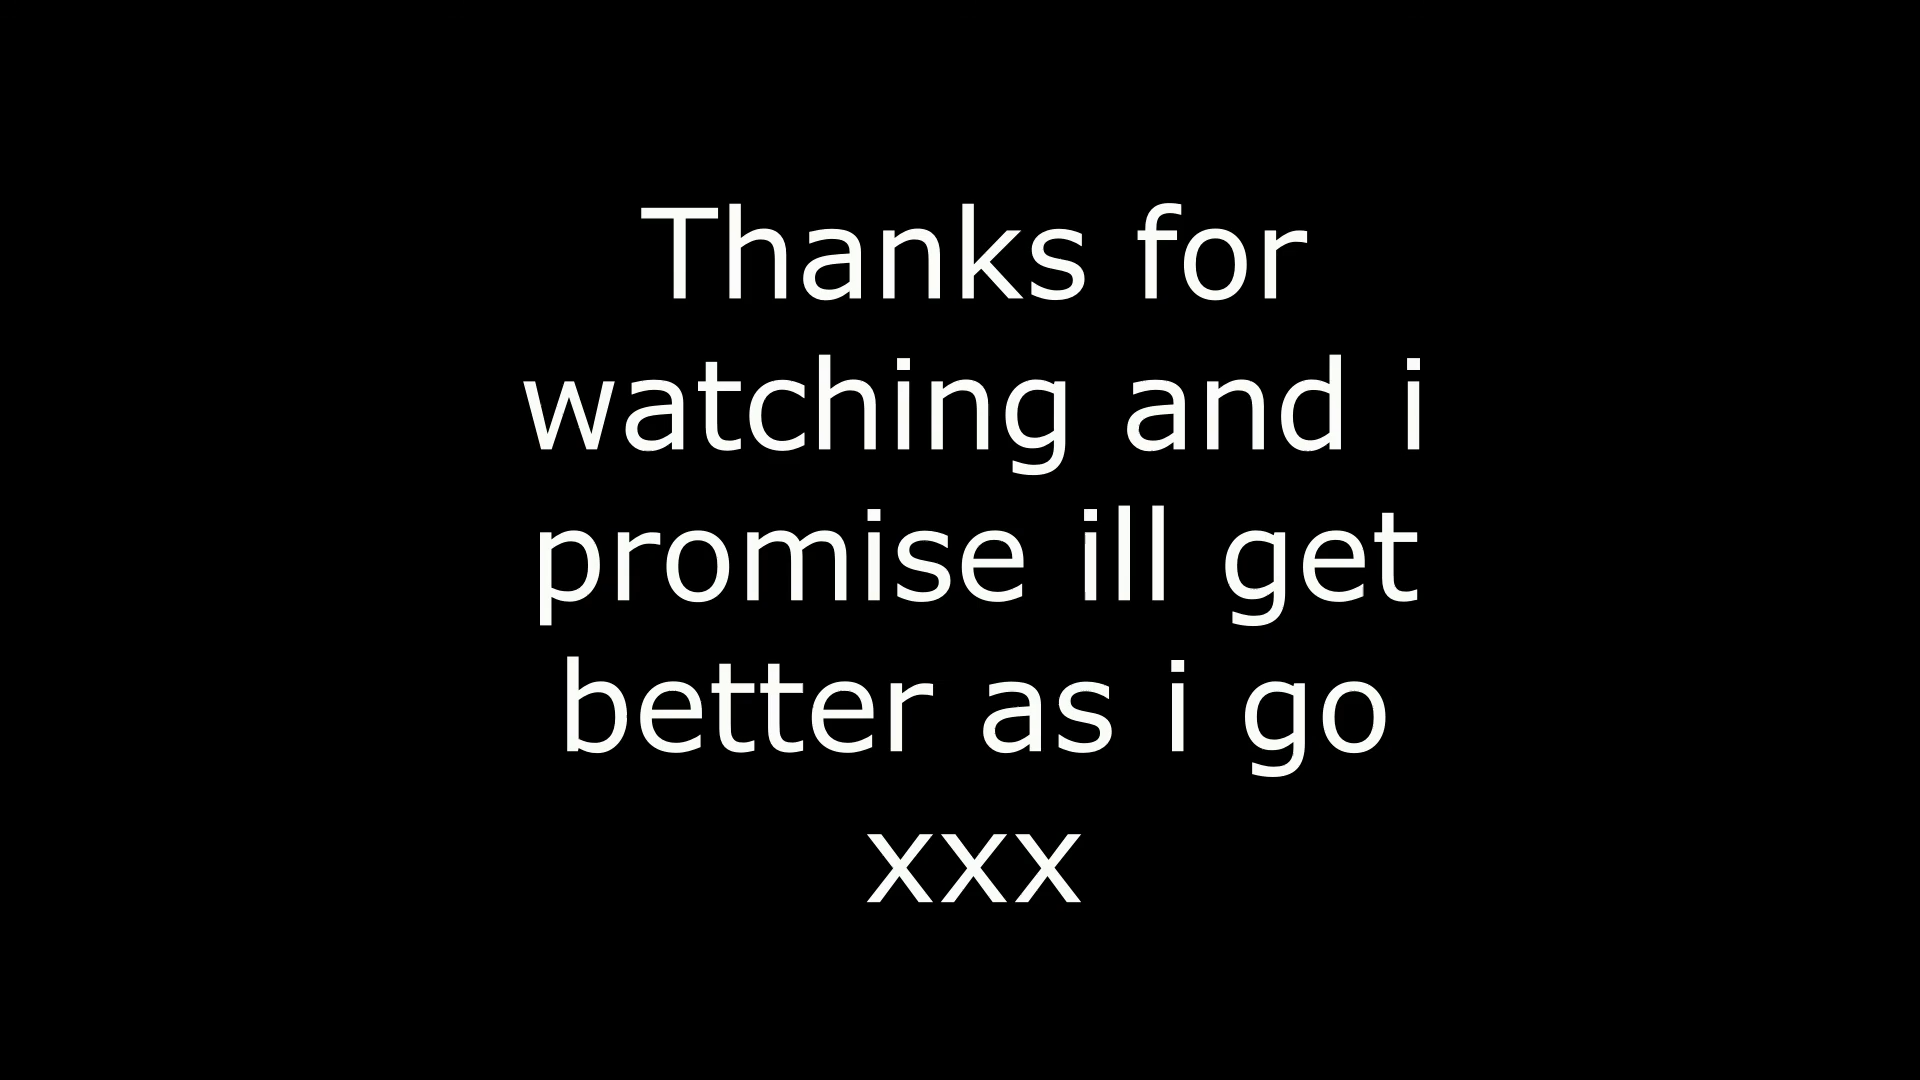 Thanks for
watching and i
promise ill get
better as i go
xxx